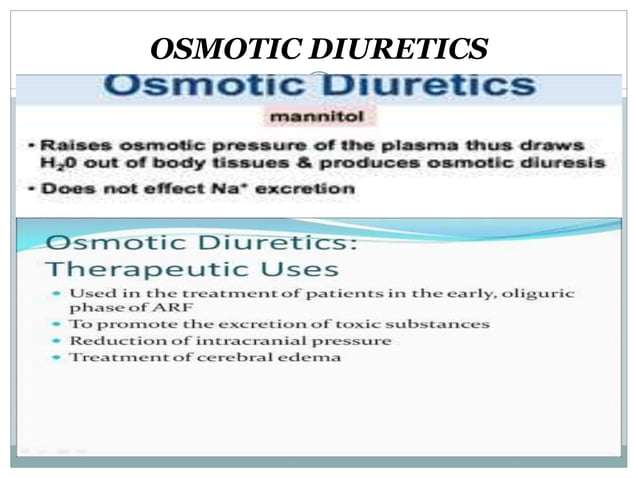 OSMOTIC DIURETICS
Osmotic Diuretics
mannitol
• Raises osmotic pressure of the plasma thus draws
H₂0 out of body tissues & produces osmotic diuresis
• Does not effect Na⁺ excretion
Osmotic Diuretics:
Therapeutic Uses
• Used in the treatment of patients in the early, oliguric
phase of ARF
• To promote the excretion of toxic substances
• Reduction of intracranial pressure
• Treatment of cerebral edema